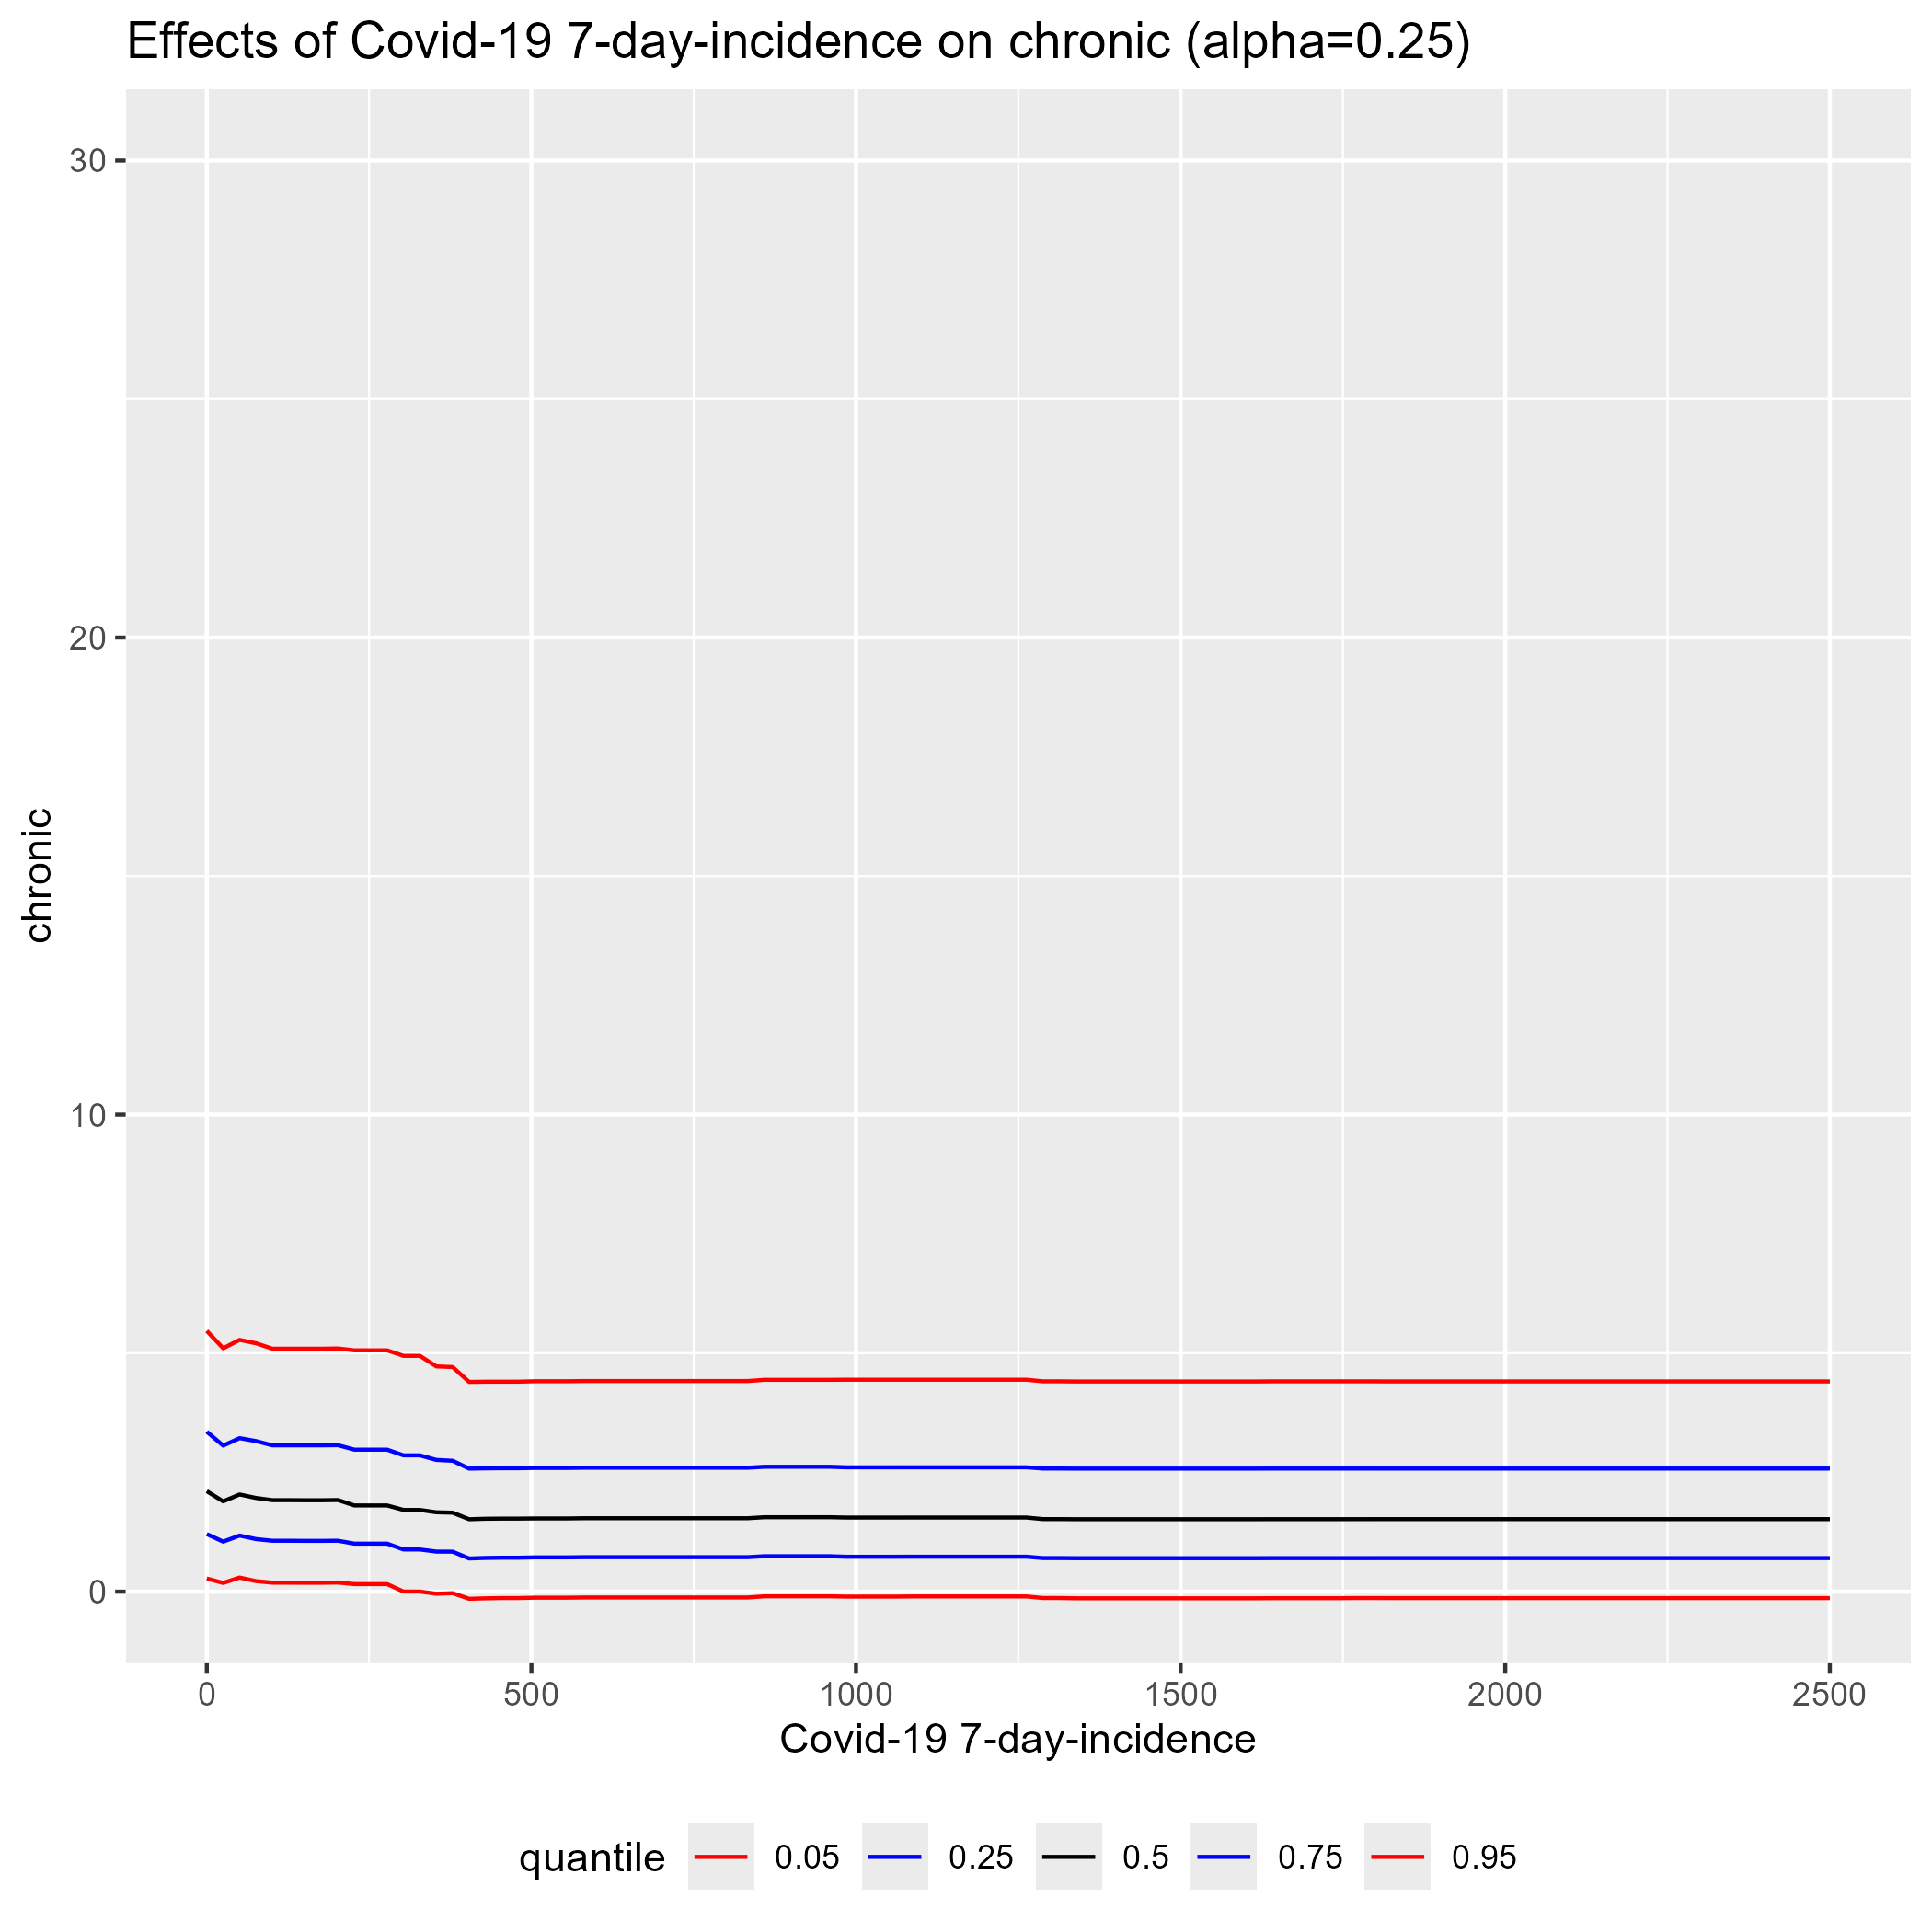 Effects of Covid-19 7-day-incidence on chronic (alpha=0.25)
30
20
10
0
chronic
0 500 1000 1500 2000 2500
Covid-19 7-day-incidence
quantile 0.05 0.25 0.5 0.75 0.95